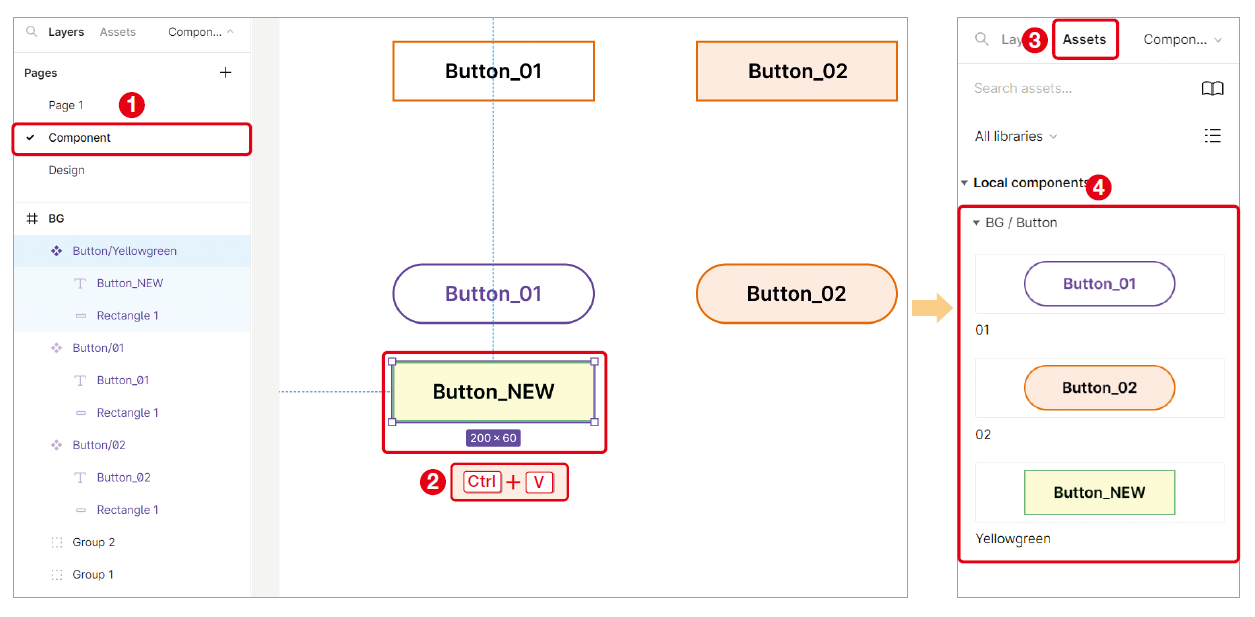 Layers Assets Compon...
Pages
Page 1
1
Component
Design
BG
Button/Yellowgreen
Button_NEW
Rectangle 1
Button/01
Button_01
Rectangle 1
Button/02
Button_02
Rectangle 1
Group 2
Group 1
Button_01 Button_02
Button_01 Button_02
Button_NEW
200 × 60
2 Ctrl + V
Lay 3 Assets Compon...
Search assets...
All libraries
Local components 4
BG / Button
Button_01
01
Button_02
02
Button_NEW
Yellowgreen